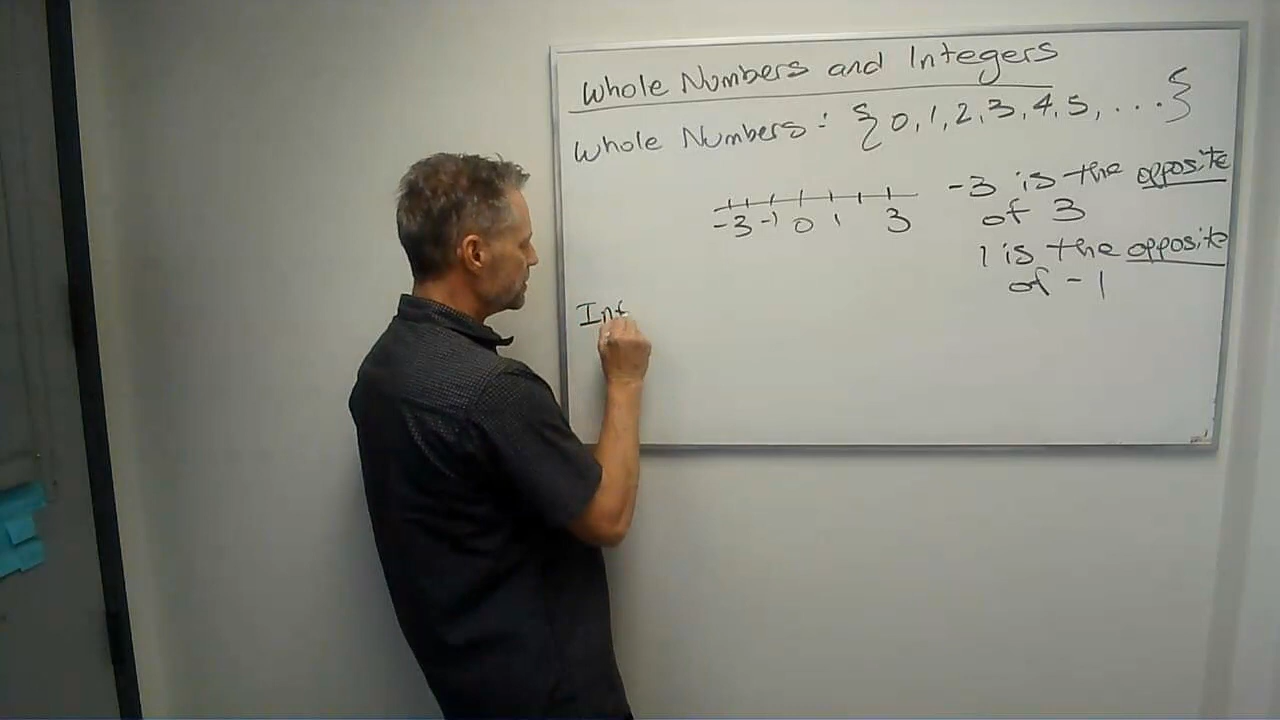 Whole Numbers and Integers
Whole Numbers: {0, 1, 2, 3, 4, 5, ...}
-3 -1 0 1 3
-3 is the opposite
of 3
1 is the opposite
of -1
Int